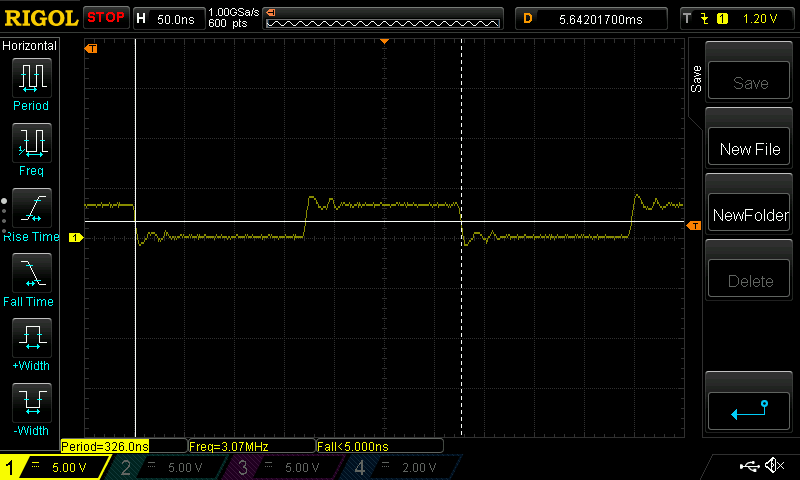 RIGOL STOP H 50.0ns 1.00GSa/s 600 pts D 5.64201700ms T 1 1.20 V
Horizontal
Period
Freq
Rise Time
Fall Time
+Width
-Width
T
1
T
Save
Save
New File
NewFolder
Delete
Period=326.0ns Freq=3.07MHz Fall<5.000ns
1 5.00 V 2 5.00 V 3 5.00 V 4 2.00 V